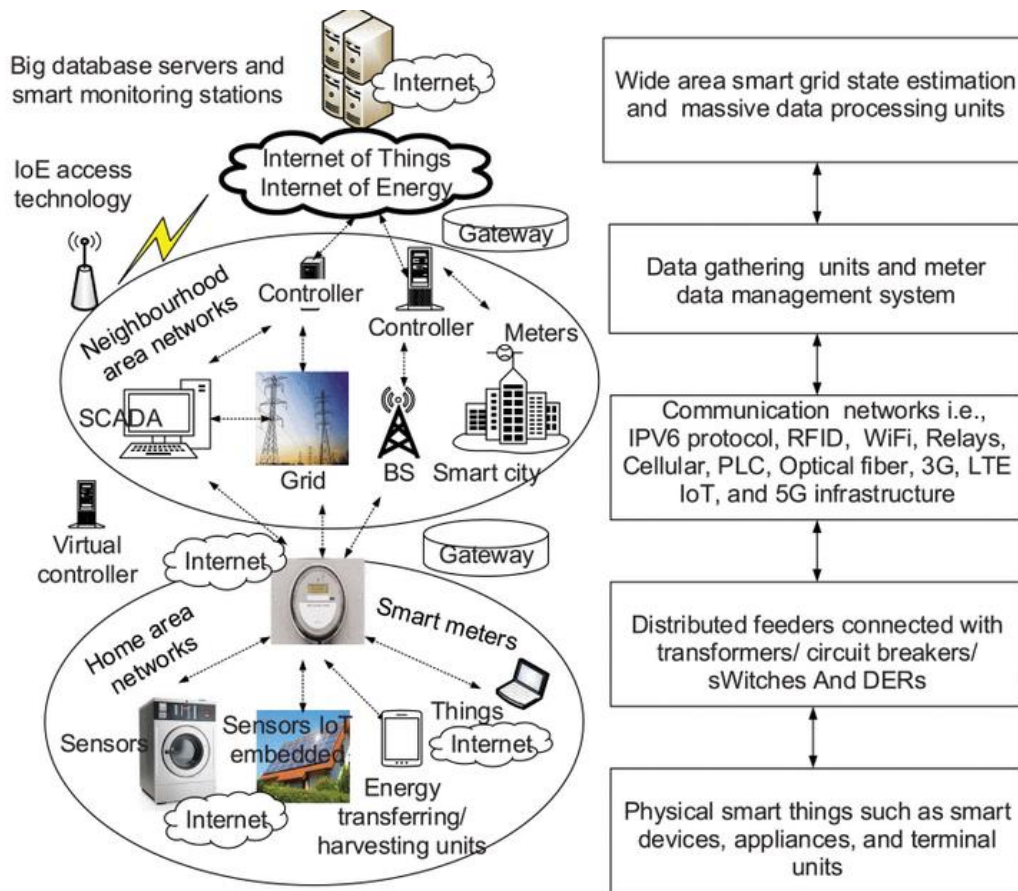 Big database servers and
smart monitoring stations
Internet
Internet of Things
Internet of Energy
IoE access
technology
Gateway
Neighbourhood
area networks
Controller
Controller
Meters
SCADA
Grid
BS
Smart city
Virtual
controller
Internet
Gateway
Home area
networks
Smart meters
Sensors
Sensors IoT
embedded
Things
Internet
Internet
Energy
transferring/
harvesting units
Wide area smart grid state estimation
and massive data processing units
Data gathering units and meter
data management system
Communication networks i.e.,
IPV6 protocol, RFID, WiFi, Relays,
Cellular, PLC, Optical fiber, 3G, LTE
IoT, and 5G infrastructure
Distributed feeders connected with
transformers/ circuit breakers/
sWitches And DERs
Physical smart things such as smart
devices, appliances, and terminal
units